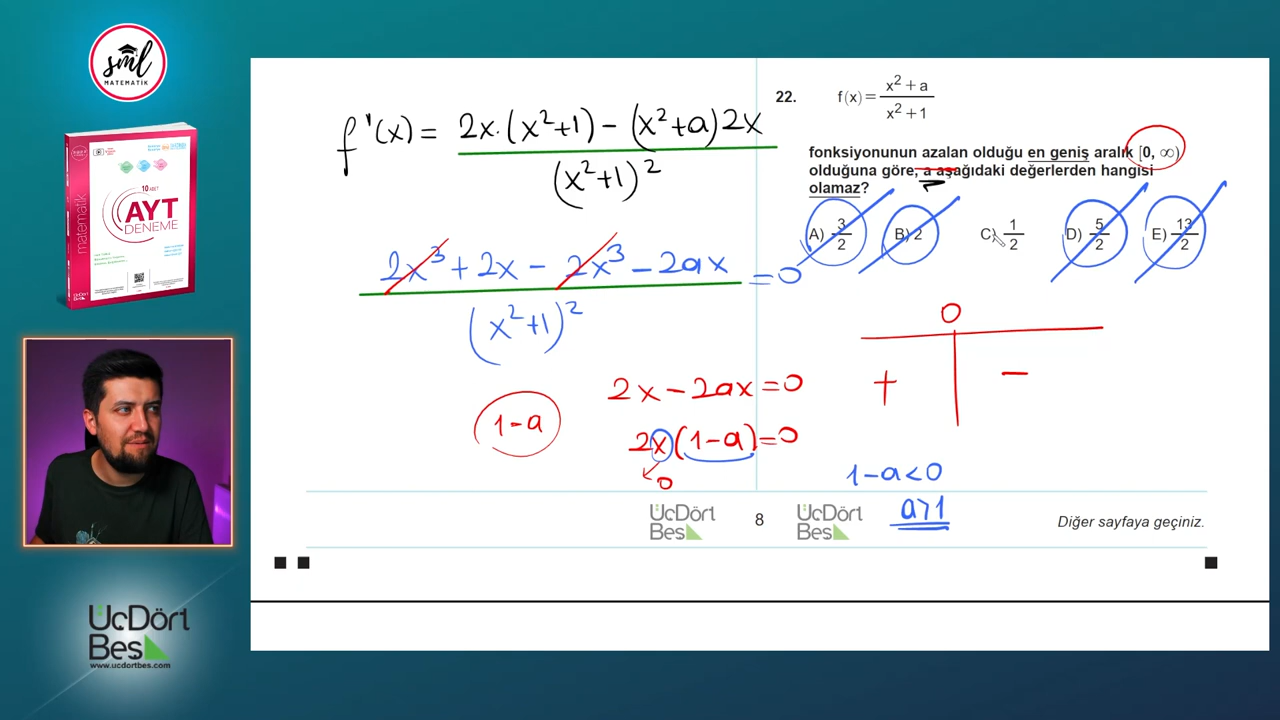 sml
MATEMATİK
10 ADET
AYT
DENEME
matematik
f'(x) = 2x.(x²+1) − (x²+a)2x
(x²+1)²
2x³ + 2x − 2x³ − 2ax = 0
(x²+1)²
2x − 2ax = 0
1−a
2x(1−a) = 0
0
22. f(x) = x² + a
x² + 1
fonksiyonunun azalan olduğu en geniş aralık [0, ∞)
olduğuna göre, a aşağıdaki değerlerden hangisi
olamaz?
A) 3/2 B) 2 C) 1/2 D) 5/2 E) 13/2
0
+ −
1−a<0
a>1
ÜçDört
Beş
8
ÜçDört
Beş
Diğer sayfaya geçiniz.
ÜçDört
Beş
www.ucdortbes.com